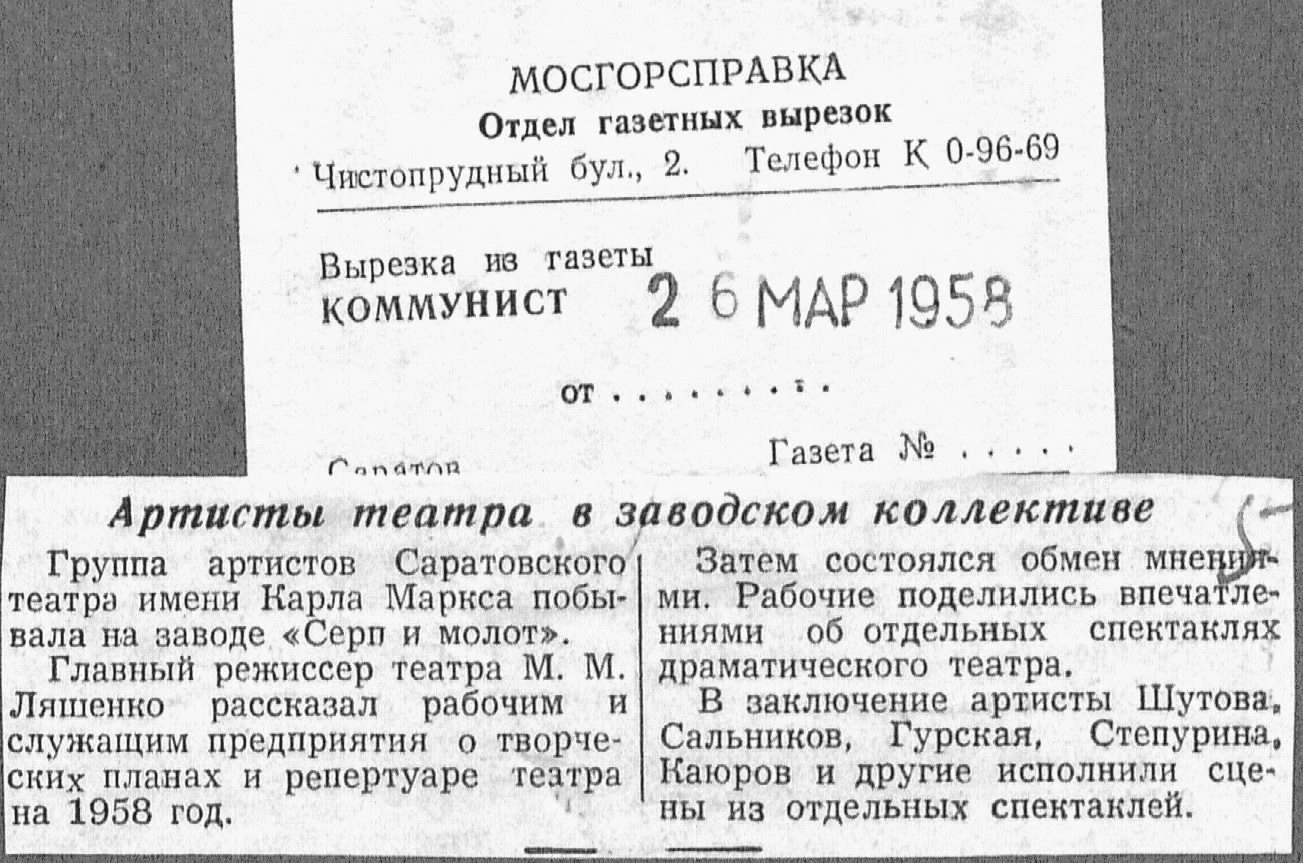 МОСГОРСПРАВКА
Отдел газетных вырезок
Чистопрудный бул., 2. Телефон К 0-96-69
Вырезка из газеты
КОММУНИСТ
26 МАР 1958
от . . . . . . . . .
Саратов
Газета № . . . . .
Артисты театра в заводском коллективе
Группа артистов Саратовского
театра имени Карла Маркса побы-
вала на заводе «Серп и молот».
Главный режиссер театра М. М.
Ляшенко рассказал рабочим и
служащим предприятия о творче-
ских планах и репертуаре театра
на 1958 год.
Затем состоялся обмен мнения-
ми. Рабочие поделились впечатле-
ниями об отдельных спектаклях
драматического театра.
В заключение артисты Шутова,
Сальников, Гурская, Степурина,
Каюров и другие исполнили сце-
ны из отдельных спектаклей.